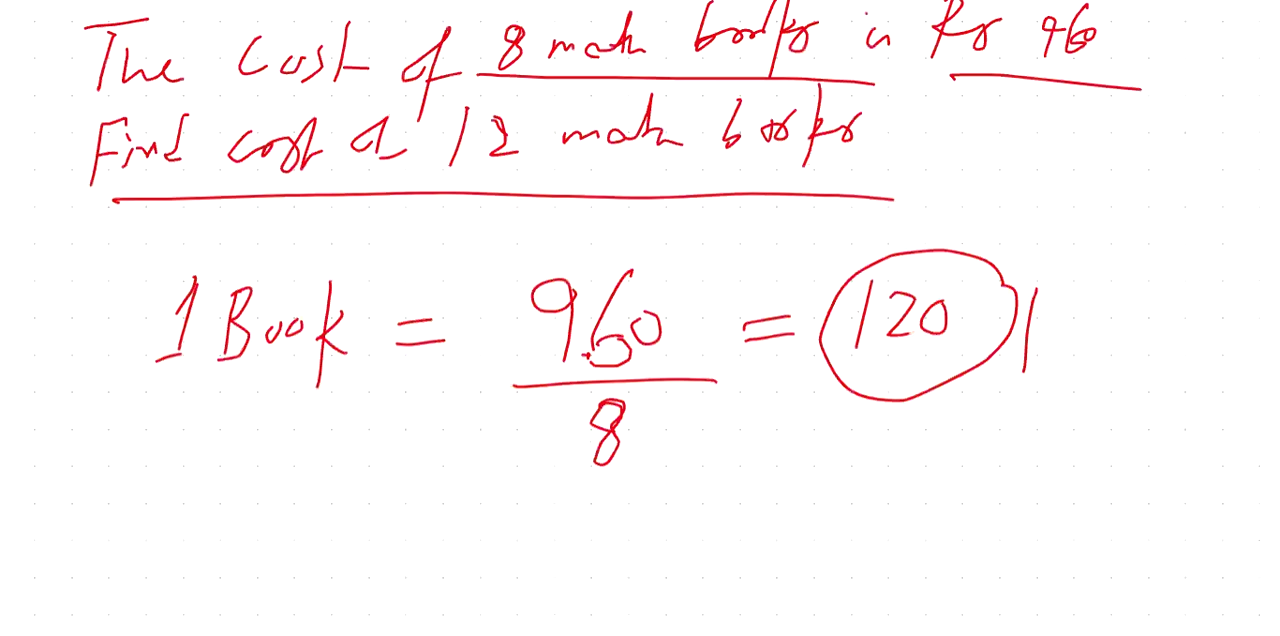 The Cost of 8 math books is Rs 960
Find cost of 12 math books
1 Book = 960 / 8 = 120